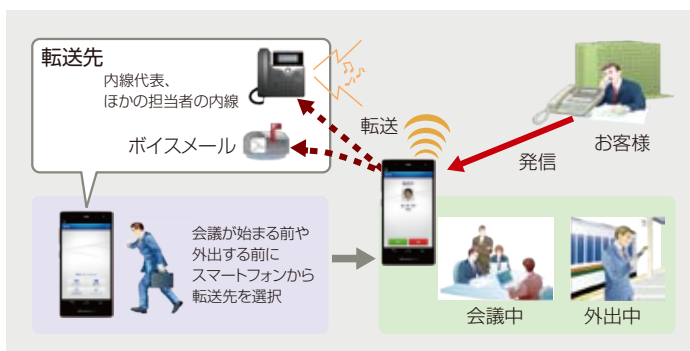 転送先
内線代表、
ほかの担当者の内線
ボイスメール
転送
発信
お客様
会議が始まる前や
外出する前に
スマートフォンから
転送先を選択
会議中
外出中